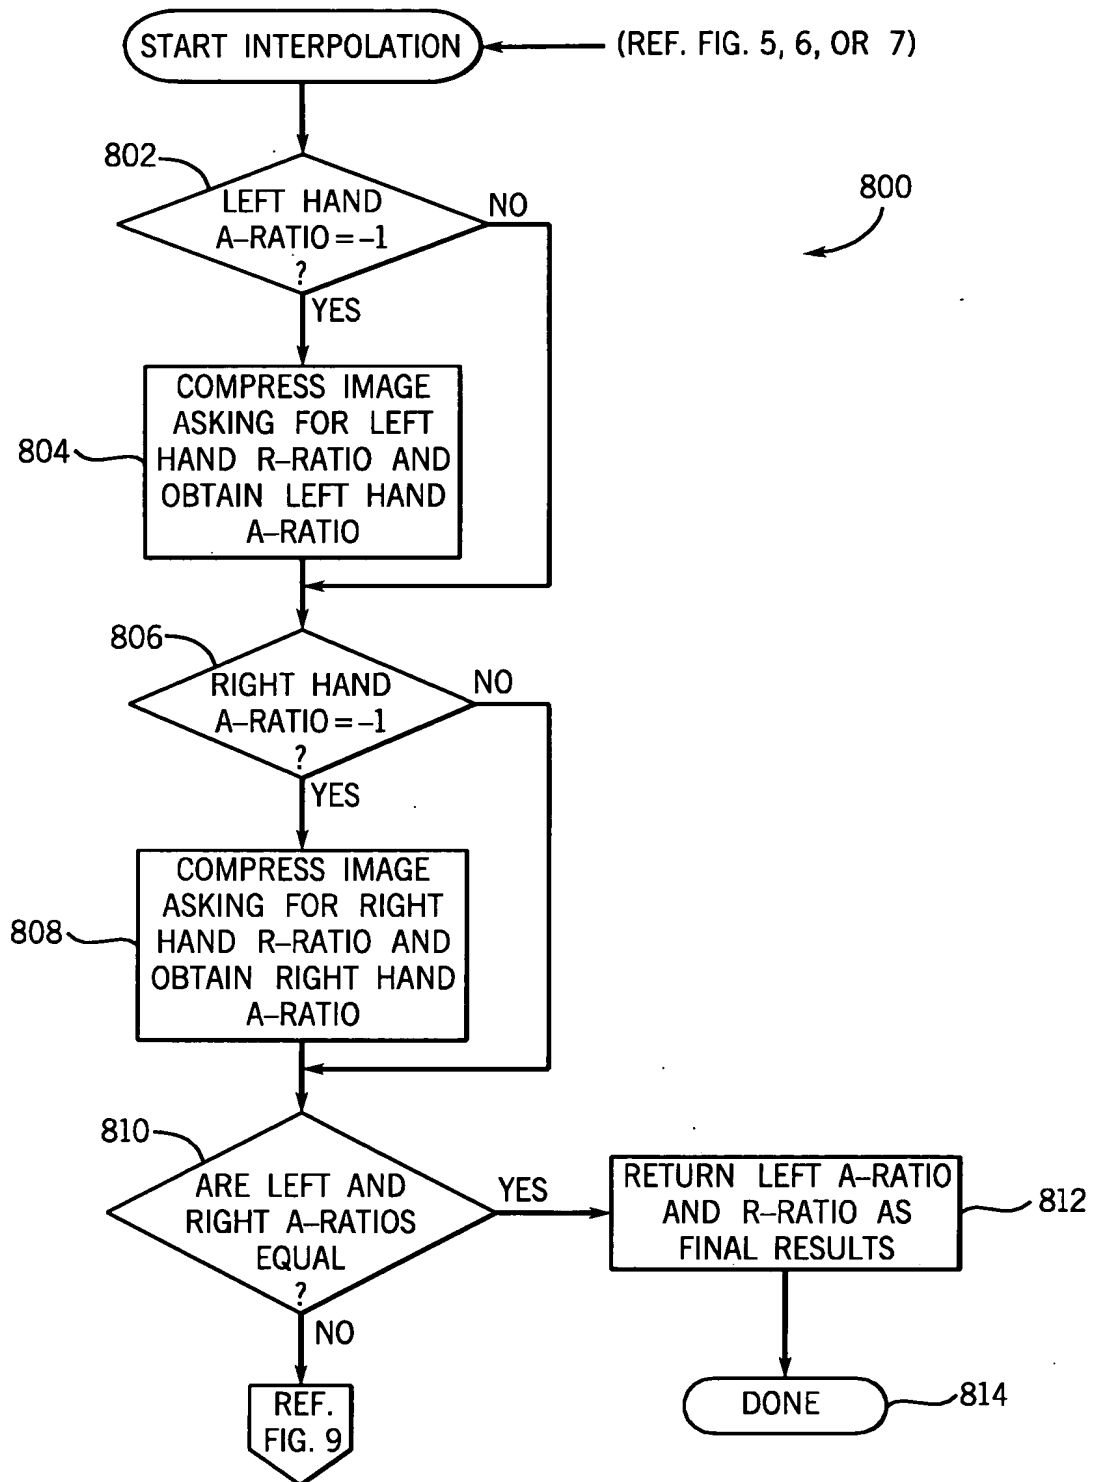 START INTERPOLATION
(REF. FIG. 5, 6, OR 7)
802
LEFT HAND
A–RATIO = –1
?
NO
800
YES
COMPRESS IMAGE
ASKING FOR LEFT
HAND R–RATIO AND
OBTAIN LEFT HAND
A–RATIO
804
806
RIGHT HAND
A–RATIO = –1
?
NO
YES
COMPRESS IMAGE
ASKING FOR RIGHT
HAND R–RATIO AND
OBTAIN RIGHT HAND
A–RATIO
808
810
ARE LEFT AND
RIGHT A–RATIOS
EQUAL
?
YES
RETURN LEFT A–RATIO
AND R–RATIO AS
FINAL RESULTS
812
NO
REF.
FIG. 9
DONE
814